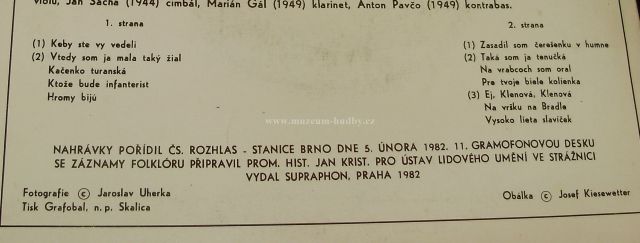 violu, Ján Šácha (1944) cimbal, Marián Gál (1949) klarinet, Anton Pavčo (1949) kontrabas.
1. strana
(1) Keby ste vy vedeli
(2) Vtedy som ja mala taký žial
Kačenko turanská
Ktože bude infanterist
Hromy bijú
2. strana
(1) Zasadil som čerešenku v humne
(2) Taká som ja tenučká
Na vrabcoch som oral
Pre tvoje biele kolienka
(3) Ej, Klenová, Klenová
Na vršku na Bradle
Vysoko lieta slavíček
www.muzeum-hudby.cz
NAHRÁVKY POŘÍDIL ČS. ROZHLAS - STANICE BRNO DNE 5. ÚNORA 1982. 11. GRAMOFONOVOU DESKU
SE ZÁZNAMY FOLKLÓRU PŘIPRAVIL PROM. HIST. JAN KRIST. PRO ÚSTAV LIDOVÉHO UMĚNÍ VE STRÁŽNICI
VYDAL SUPRAPHON, PRAHA 1982
Fotografie © Jaroslav Uherka
Tisk Grafobal, n. p. Skalica
Obálka © Josef Kiesewetter